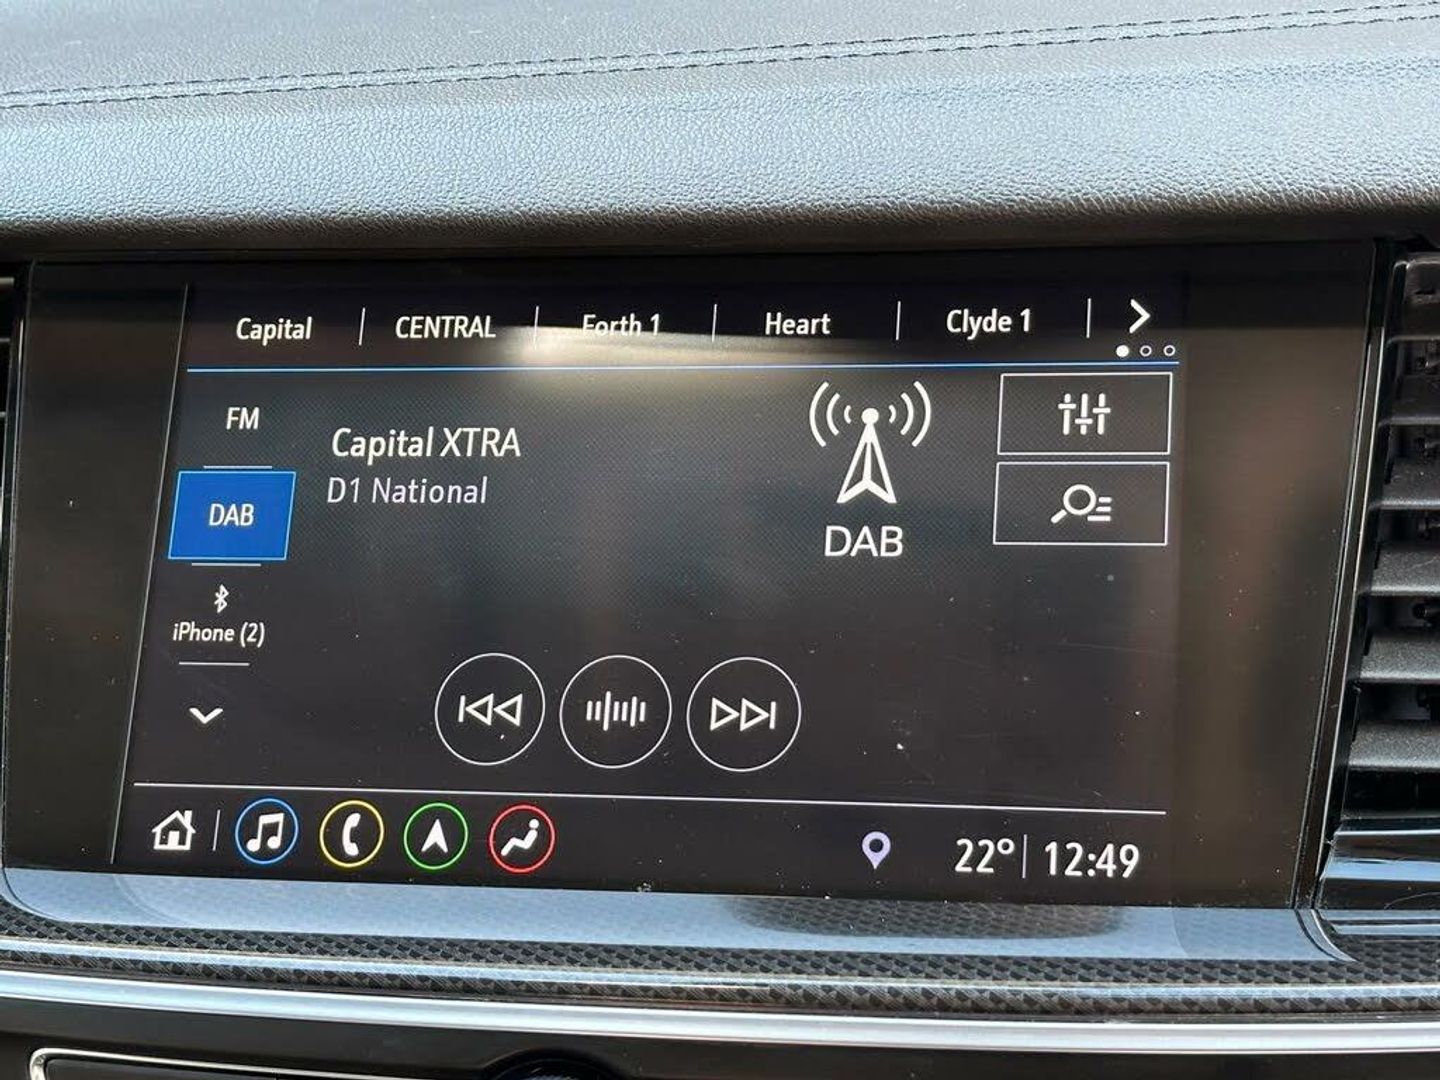 Capital CENTRAL Forth 1 Heart Clyde 1
FM
Capital XTRA
D1 National
DAB
DAB
iPhone (2)
22° 12:49